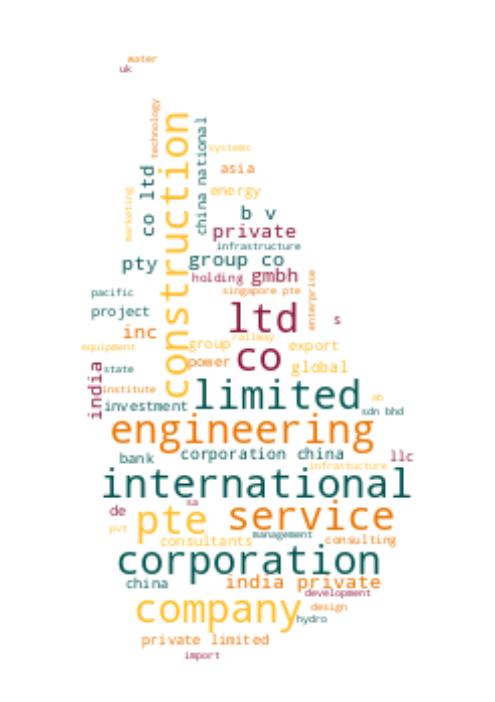 mater
uk
technology
construction
china national
systems
co ltd
asia
marketing
energy
b v
private
infrastructure
pty
group co
holding
gmbh
pacific
singapore pte
enterprise
project
ltd
s
inc
railway
equipment
group
export
co
power
global
state
india
institute
limited
ab
investment
sdn bhd
engineering
corporation china
llc
bank
infrastucture
international
sa
de
pte
service
pvt
management
consultants
consulting
corporation
china
india private
development
company
design
hydro
private limited
import